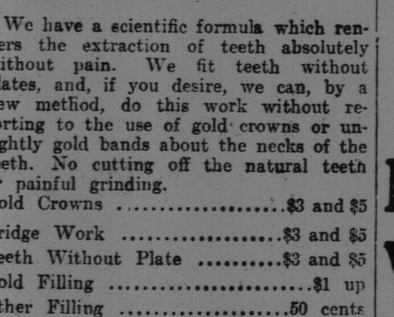 We have a scientific formula which ren-
ers the extraction of teeth absolutely
ithout pain. We fit teeth without
lates, and, if you desire, we can, by a
ew method, do this work without re-
orting to the use of gold crowns or un-
ightly gold bands about the necks of the
eeth. No cutting off the natural teeth
r painful grinding.
old Crowns ....................$3 and $5
ridge Work ....................$3 and $5
eeth Without Plate ..........$3 and $5
old Filling .........................$1 up
ther Filling ....................50 cents